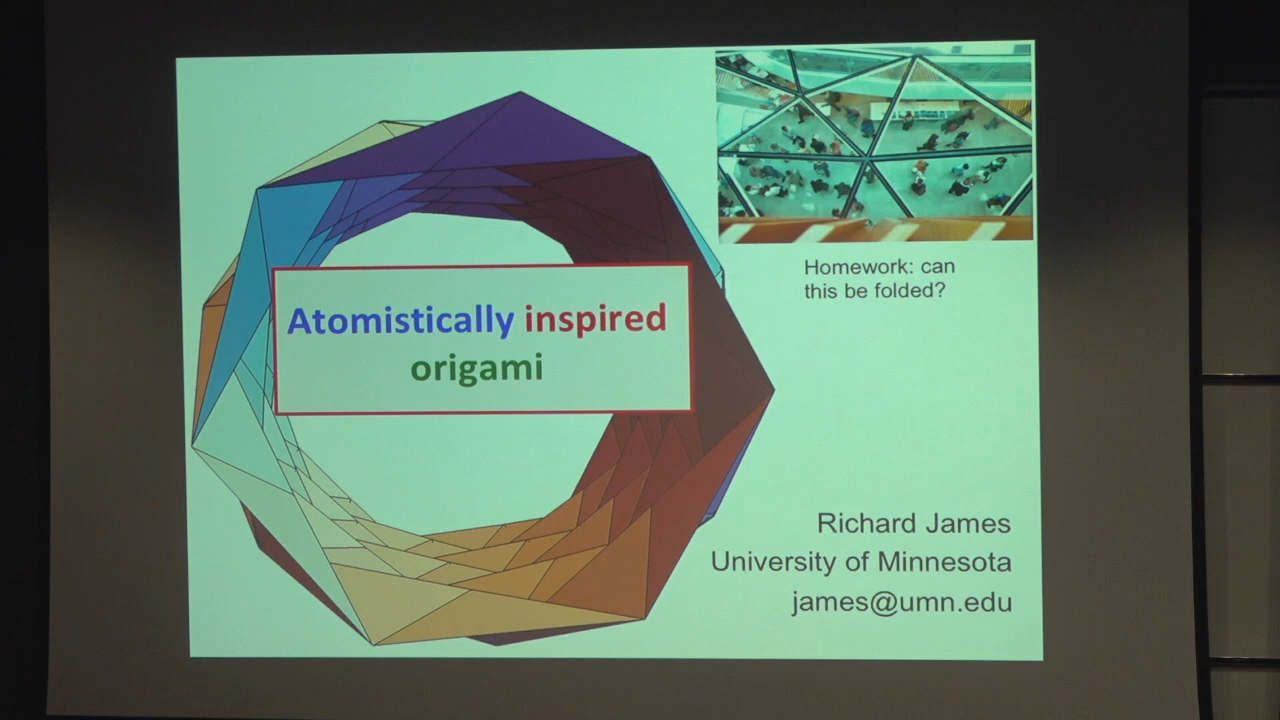 Homework: can
this be folded?
Atomistically inspired
origami
Richard James
University of Minnesota
james@umn.edu